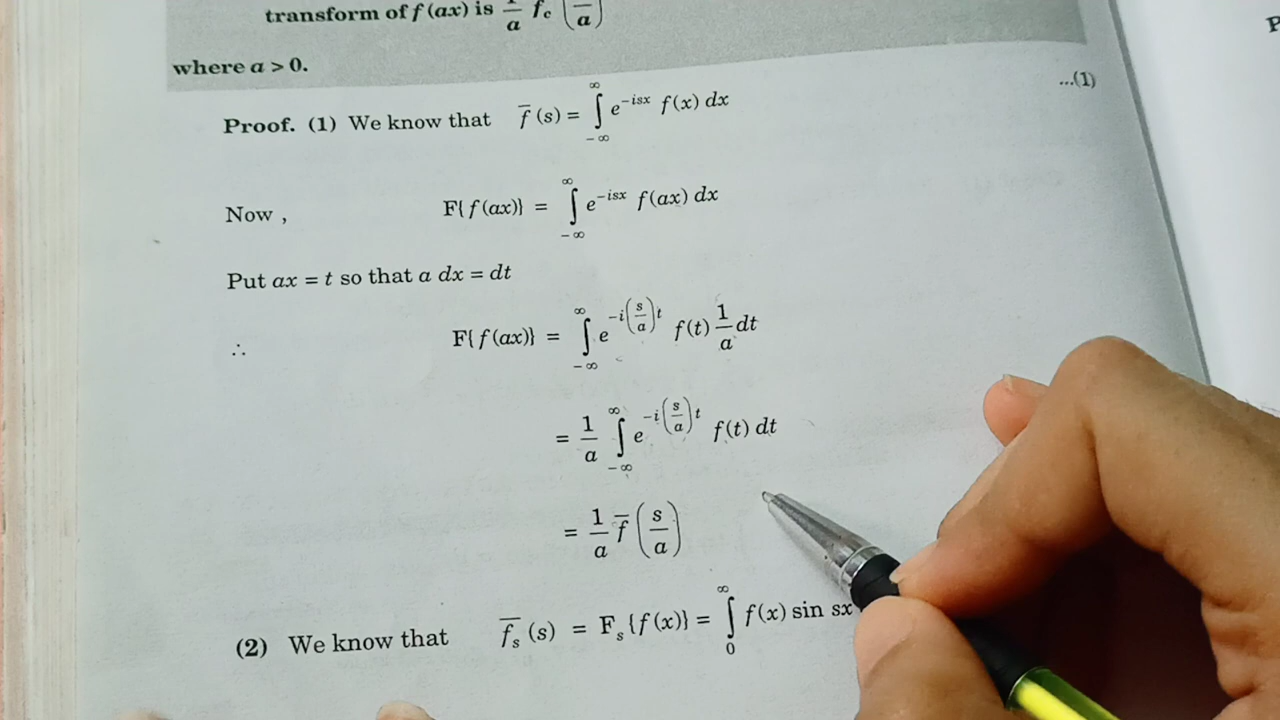 transform of f (ax) is 1/a f_c (—/a)
where a > 0.
...(1)
Proof. (1) We know that f̅ (s) = ∫_{-∞}^{∞} e^{-isx} f(x) dx
Now , F{ f (ax)} = ∫_{-∞}^{∞} e^{-isx} f(ax) dx
Put ax = t so that a dx = dt
∴ F{ f (ax)} = ∫_{-∞}^{∞} e^{-i(s/a)t} f(t) 1/a dt
= 1/a ∫_{-∞}^{∞} e^{-i(s/a)t} f(t) dt
= 1/a f̅ (s/a)
(2) We know that f̅_s (s) = F_s {f(x)} = ∫_{0}^{∞} f(x) sin sx
P